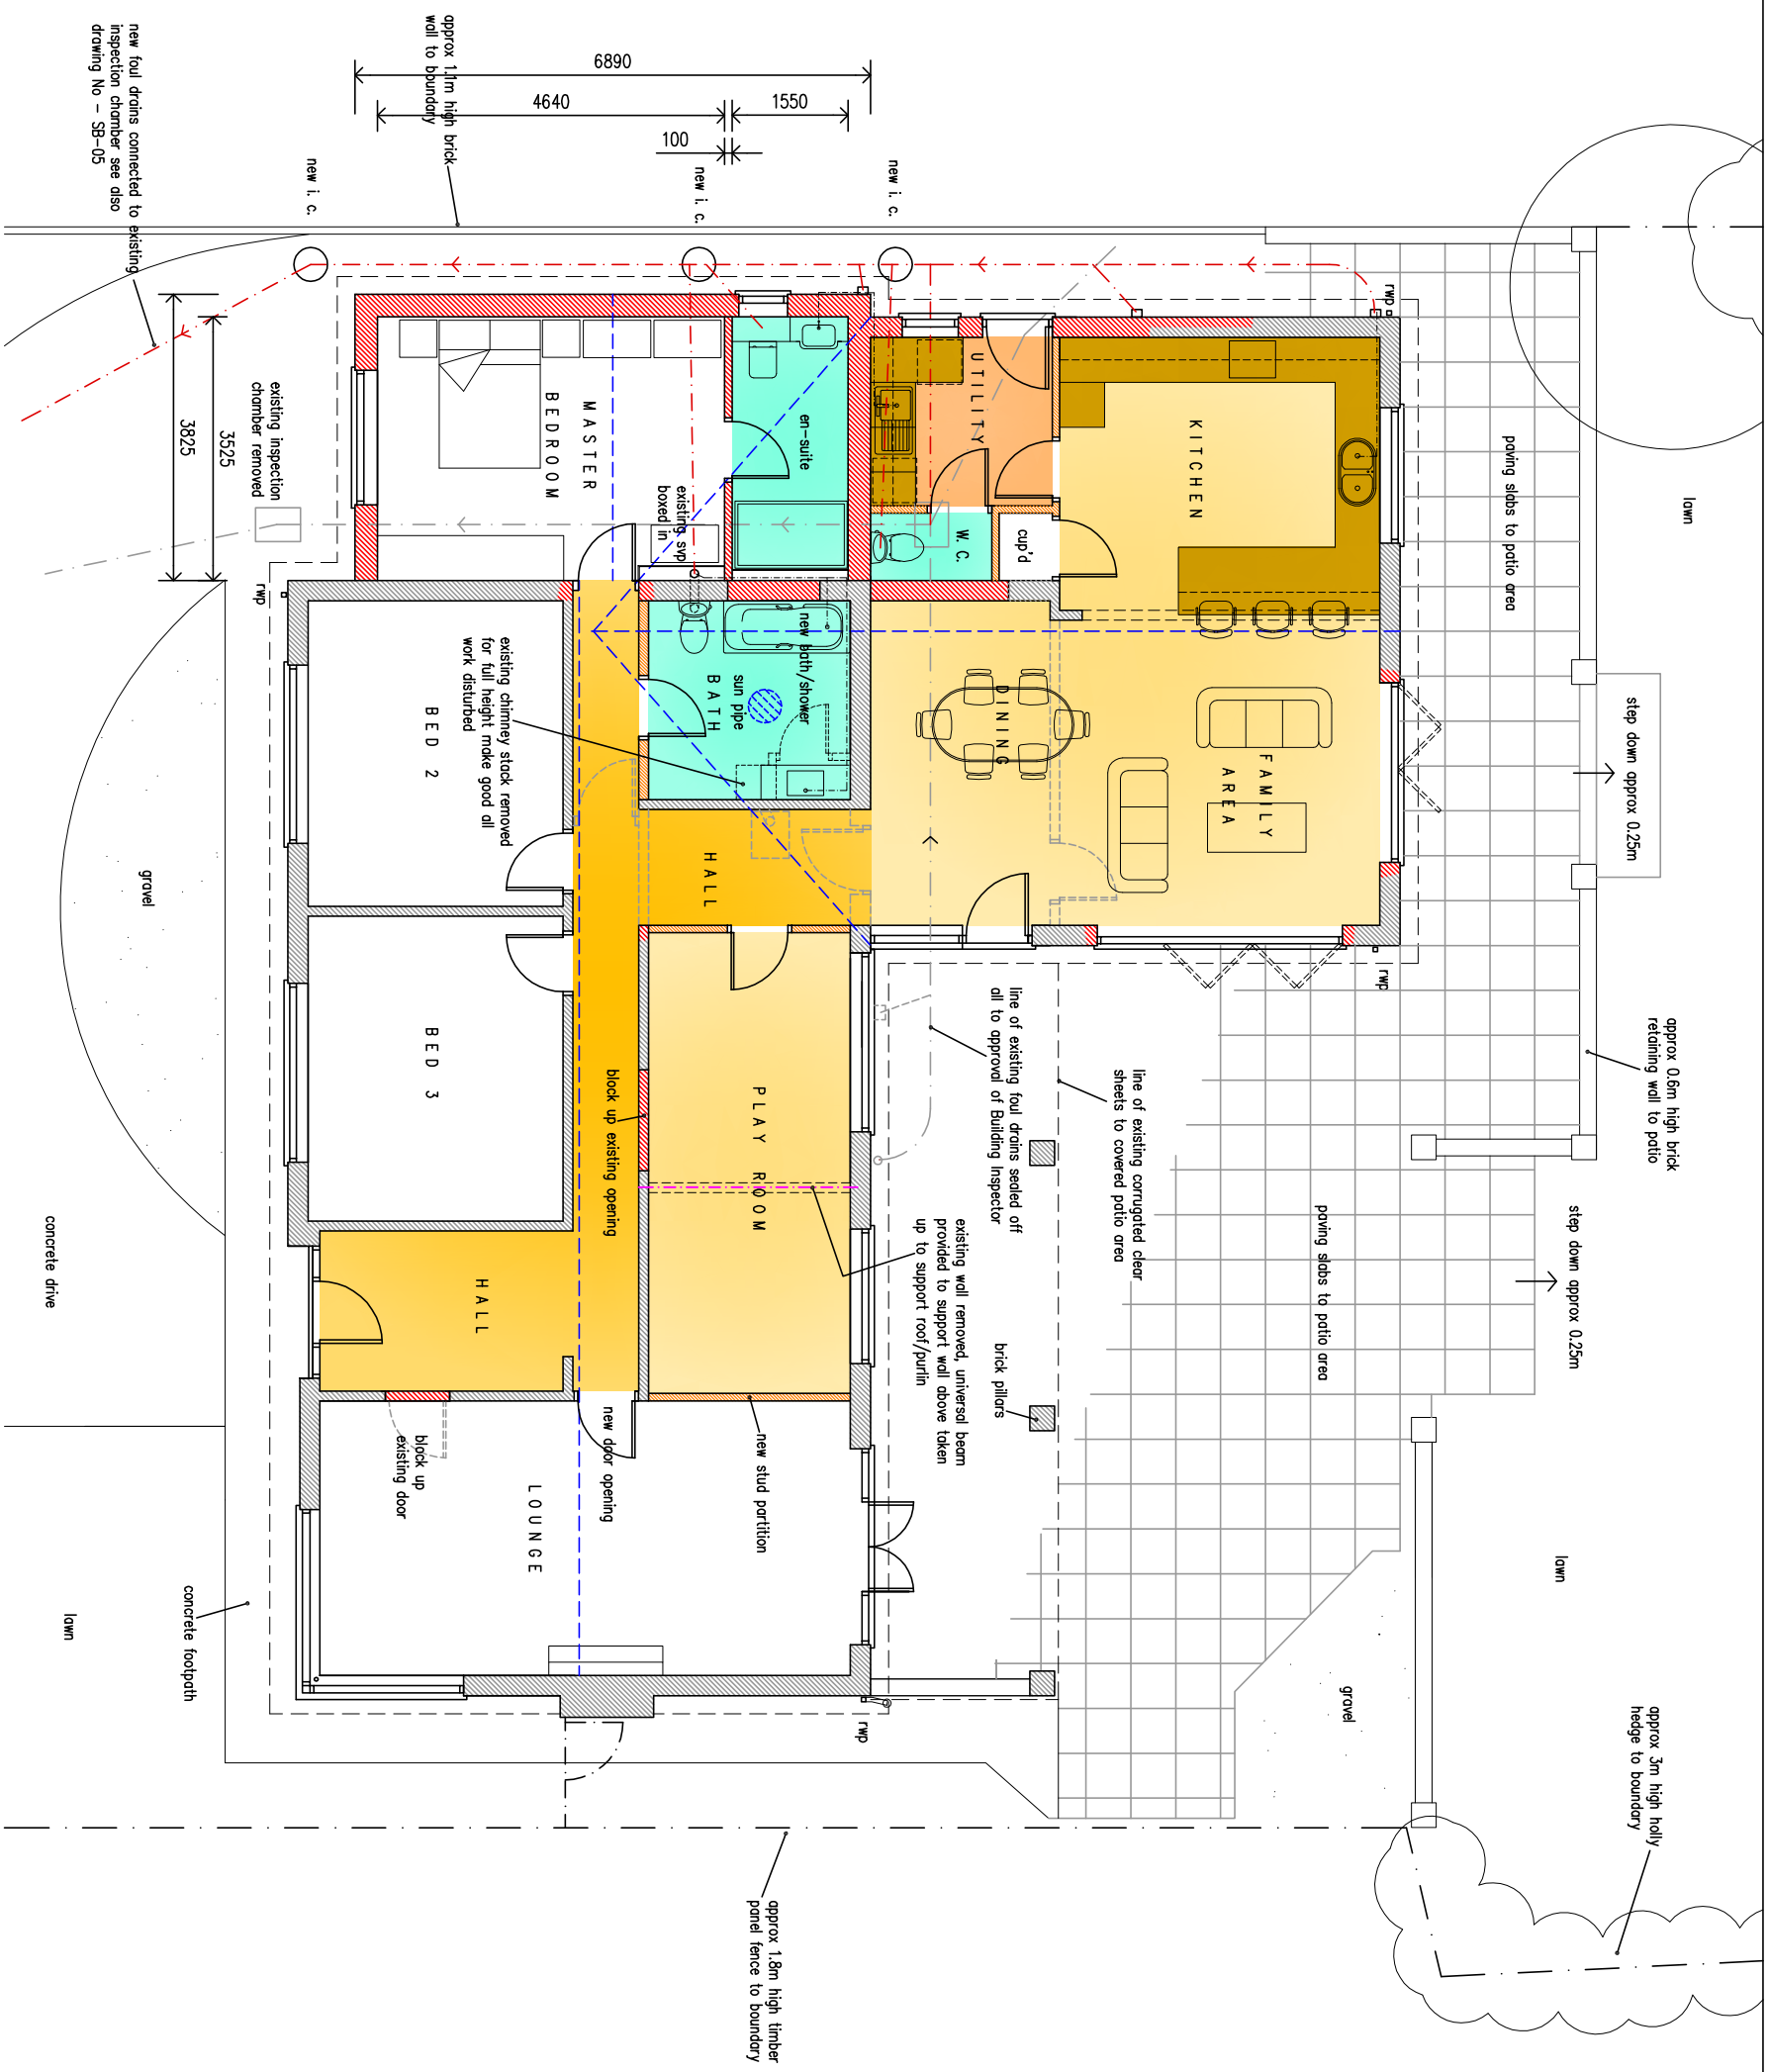 new foul drains connected to existing
inspection chamber see also
drawing No - SB-05
approx 1.1m high brick
wall to boundary
6890
4640
1550
100
new i. c.
new i. c.
new i. c.
3825
3525
existing inspection
chamber removed
rwp
rwp
rwp
rwp
MASTER
BEDROOM
en-suite
existing svp
boxed in
UTILITY
W. C.
cup'd
KITCHEN
paving slabs to patio area
lawn
step down approx 0.25m
new bath/shower
sun pipe
BATH
existing chimney stack removed
for full height make good all
work disturbed
BED 2
DINING
FAMILY
AREA
HALL
gravel
BED 3
block up existing opening
PLAY ROOM
line of existing foul drains sealed off
all to approval of Building Inspector
line of existing corrugated clear
sheets to covered patio area
approx 0.6m high brick
retaining wall to patio
existing wall removed, universal beam
provided to support wall above taken
up to support roof/purlin
paving slabs to patio area
step down approx 0.25m
concrete drive
HALL
brick pillars
new stud partition
new door opening
block up
existing door
LOUNGE
lawn
concrete footpath
lawn
gravel
approx 3m high holly
hedge to boundary
approx 1.8m high timber
panel fence to boundary